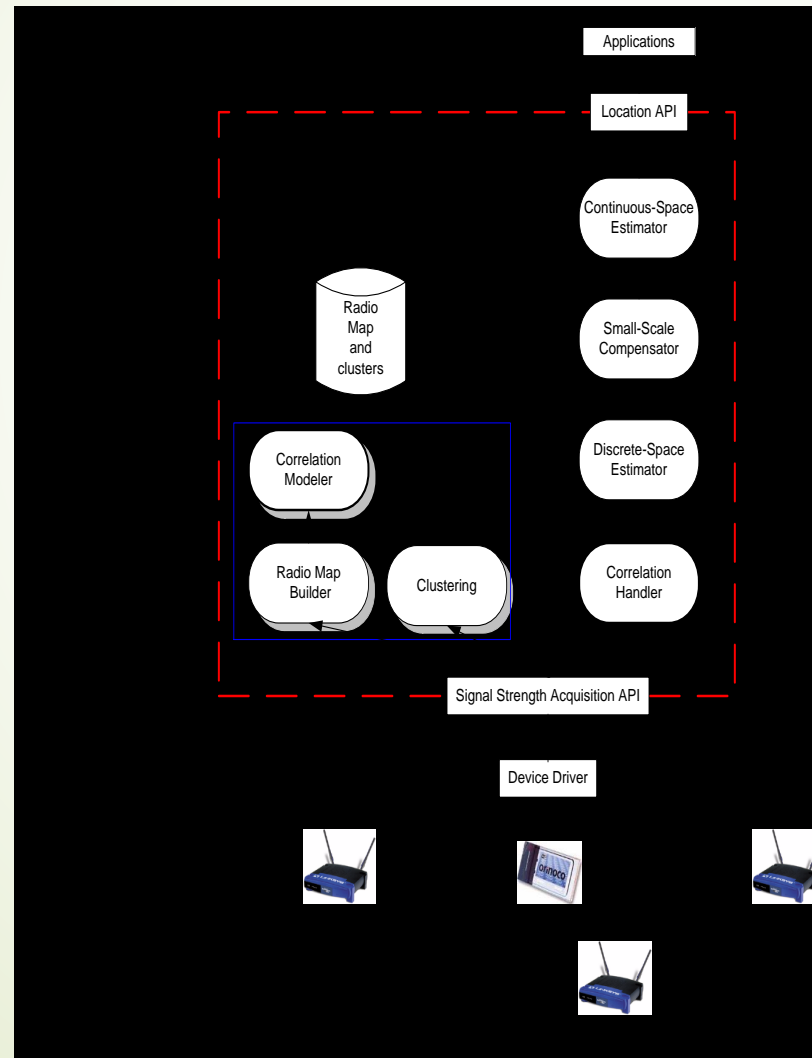 Applications
Location API
Continuous-Space
Estimator
Radio
Map
and
clusters
Small-Scale
Compensator
Correlation
Modeler
Discrete-Space
Estimator
Radio Map
Builder
Clustering
Correlation
Handler
Signal Strength Acquisition API
Device Driver
orinoco